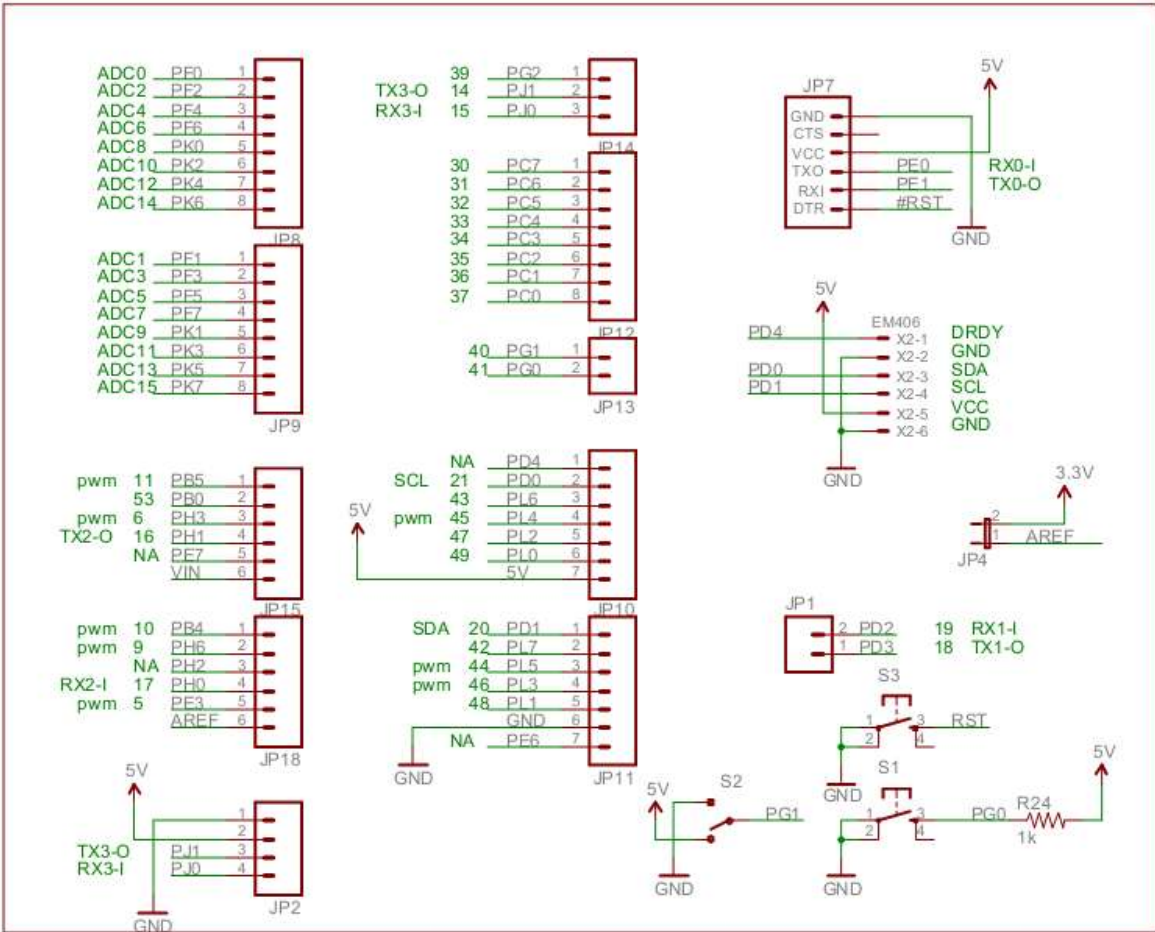 ADC0 PF0 1
ADC2 PF2 2
ADC4 PF4 3
ADC6 PF6 4
ADC8 PK0 5
ADC10 PK2 6
ADC12 PK4 7
ADC14 PK6 8
JP8
ADC1 PF1 1
ADC3 PF3 2
ADC5 PF5 3
ADC7 PF7 4
ADC9 PK1 5
ADC11 PK3 6
ADC13 PK5 7
ADC15 PK7 8
JP9
pwm 11 PB5 1
53 PB0 2
pwm 6 PH3 3
TX2-O 16 PH1 4
NA PE7 5
VIN 6
JP15
pwm 10 PB4 1
pwm 9 PH6 2
NA PH2 3
RX2-I 17 PH0 4
pwm 5 PE3 5
AREF 6
JP18
5V
1
2
TX3-O PJ1 3
RX3-I PJ0 4
JP2
GND
39 PG2 1
TX3-O 14 PJ1 2
RX3-I 15 PJ0 3
JP14
30 PC7 1
31 PC6 2
32 PC5 3
33 PC4 4
34 PC3 5
35 PC2 6
36 PC1 7
37 PC0 8
JP12
40 PG1 1
41 PG0 2
JP13
NA PD4 1
SCL 21 PD0 2
43 PL6 3
5V
pwm 45 PL4 4
47 PL2 5
49 PL0 6
5V 7
JP10
SDA 20 PD1 1
42 PL7 2
pwm 44 PL5 3
pwm 46 PL3 4
48 PL1 5
GND 6
NA PE6 7
JP11
GND
5V
JP7
GND
CTS
VCC
TXO PE0 RX0-I
RXI PE1 TX0-O
DTR #RST
GND
5V
EM406
PD4 X2-1 DRDY
X2-2 GND
PD0 X2-3 SDA
PD1 X2-4 SCL
X2-5 VCC
X2-6 GND
GND
3.3V
2
1 AREF
JP4
JP1
2 PD2 19 RX1-I
1 PD3 18 TX1-O
S3
1 3 RST
2 4
GND
S2
5V
PG1
GND
S1
1 3 PG0 R24 5V
2 4 1k
GND